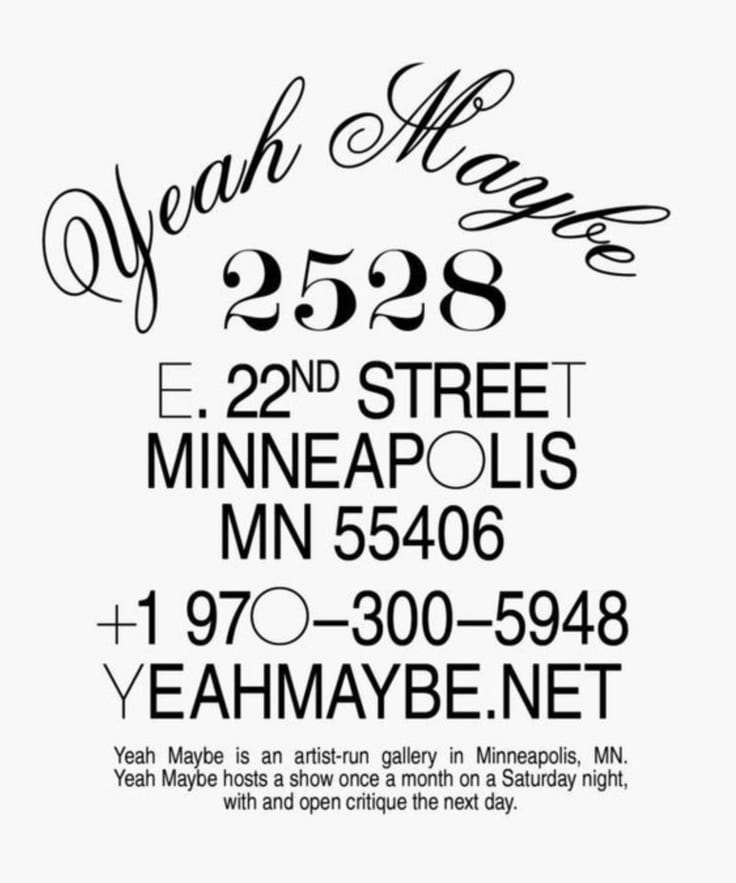 Yeah Maybe
2528
E. 22ND STREET
MINNEAPOLIS
MN 55406
+1 970–300–5948
YEAHMAYBE.NET
Yeah Maybe is an artist-run gallery in Minneapolis, MN.
Yeah Maybe hosts a show once a month on a Saturday night,
with and open critique the next day.